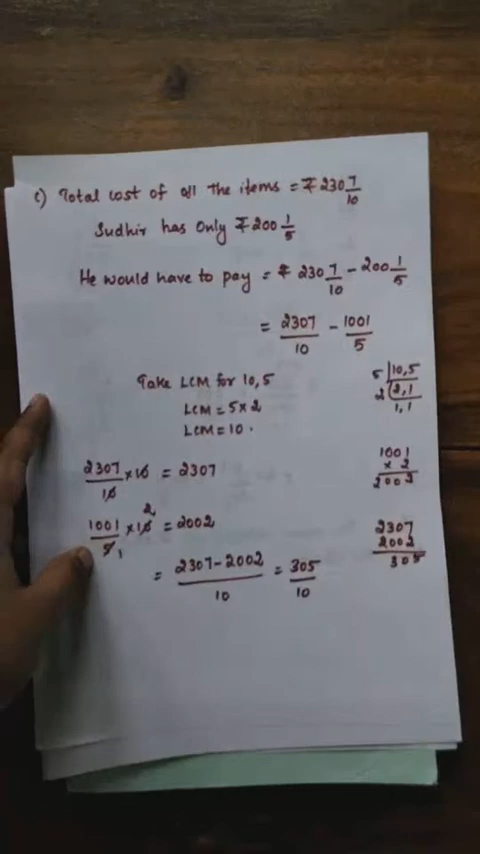 c) Total cost of all the items = ₹ 230 7/10
Sudhir has only ₹ 200 1/5
He would have to pay = ₹ 230 7/10 - 200 1/5
= 2307/10 - 1001/5
Take LCM for 10,5
LCM = 5 x 2
LCM = 10.
5 | 10, 5
2 | 2, 1
1, 1
2307/10 x 10 = 2307
1001
x 2
2002
1001/5 x 10 = 2002
2
1
2307
2002
305
= 2307-2002/10 = 305/10